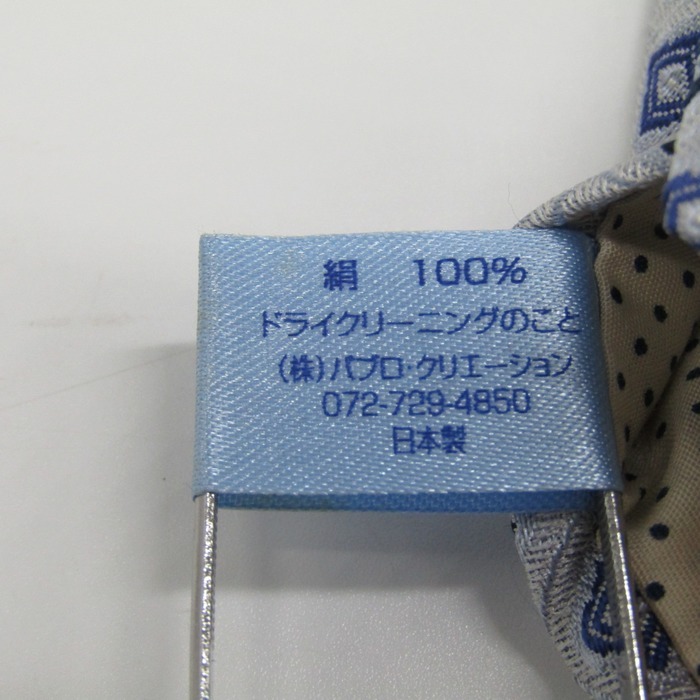 絹 100%
ドライクリーニングのこと
(株)パブロ・クリエーション
072-729-4850
日本製